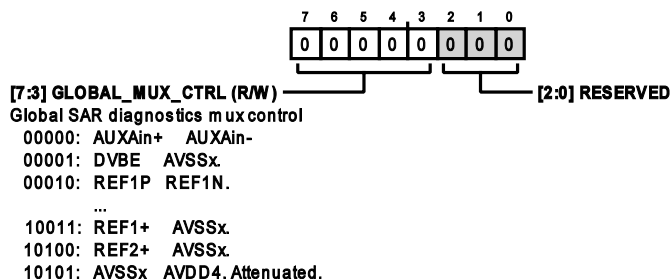 7 6 5 4 3 2 1 0
0 0 0 0 0 0 0 0
[7:3] GLOBAL_MUX_CTRL (R/W) [2:0] RESERVED
Global SAR diagnostics mux control
00000: AUXAin+ AUXAin-
00001: DVBE AVSSx.
00010: REF1P REF1N.
...
10011: REF1+ AVSSx.
10100: REF2+ AVSSx.
10101: AVSSx AVDD4. Attenuated.